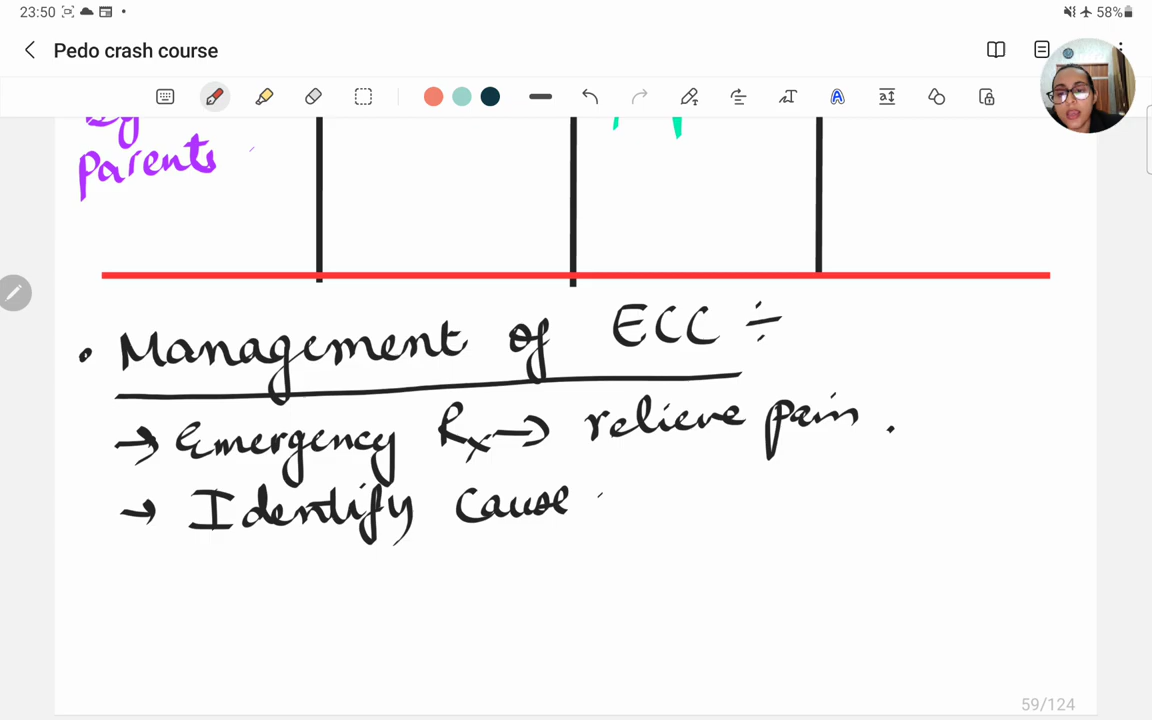 23:50 58%
Pedo crash course
parents
• Management of ECC ÷
→ Emergency Rx → relieve pain.
→ Identify cause
59/124